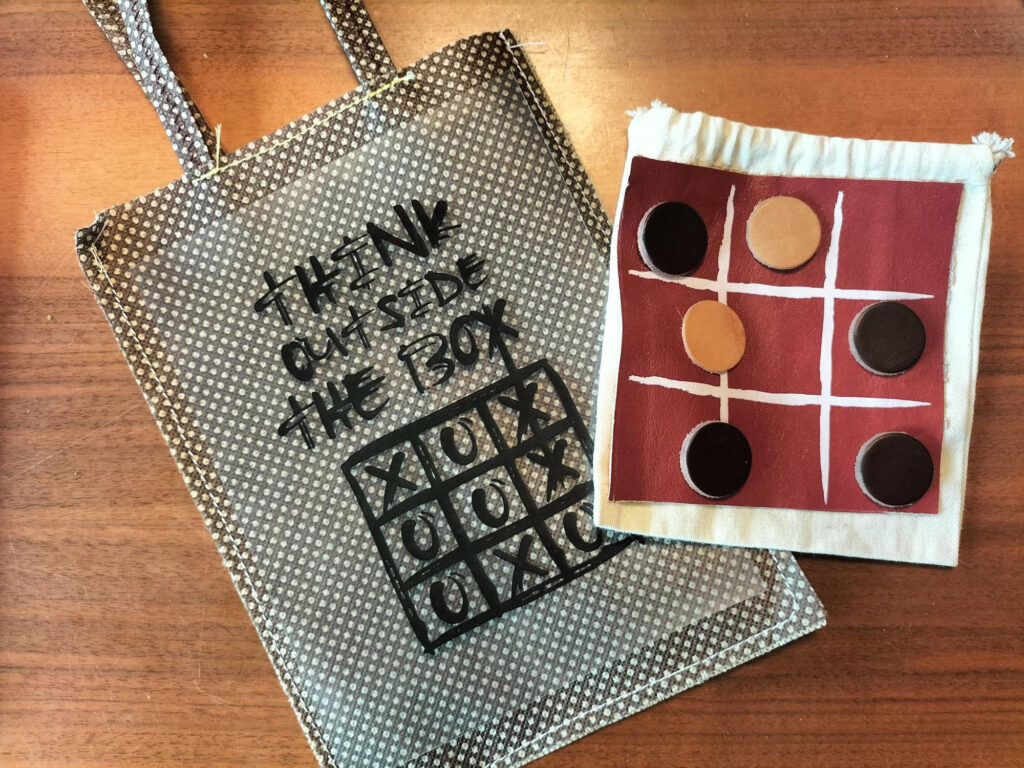 THINK
OUTSIDE
THE BOX
X O X
O O X
O X O